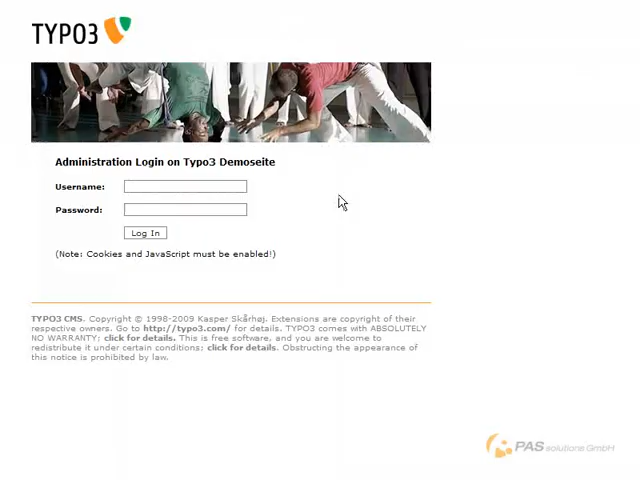 TYPO3
Administration Login on Typo3 Demoseite
Username:
Password:
Log In
(Note: Cookies and JavaScript must be enabled!)
TYPO3 CMS. Copyright © 1998-2009 Kasper Skårhøj. Extensions are copyright of their
respective owners. Go to http://typo3.com/ for details. TYPO3 comes with ABSOLUTELY
NO WARRANTY; click for details. This is free software, and you are welcome to
redistribute it under certain conditions; click for details. Obstructing the appearance of
this notice is prohibited by law.
PAS solutions GmbH